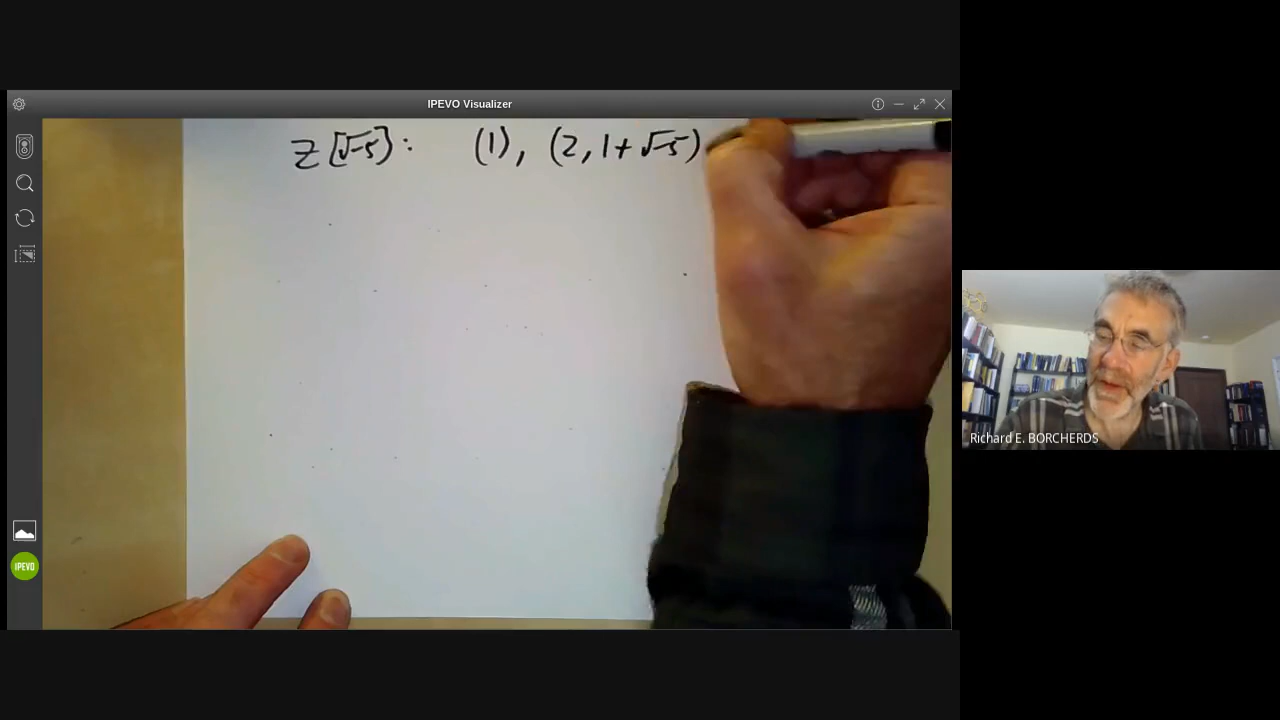 IPEVO Visualizer
Z[√-5]: (1), (2, 1+√-5)
Richard E. BORCHERDS
IPEVO